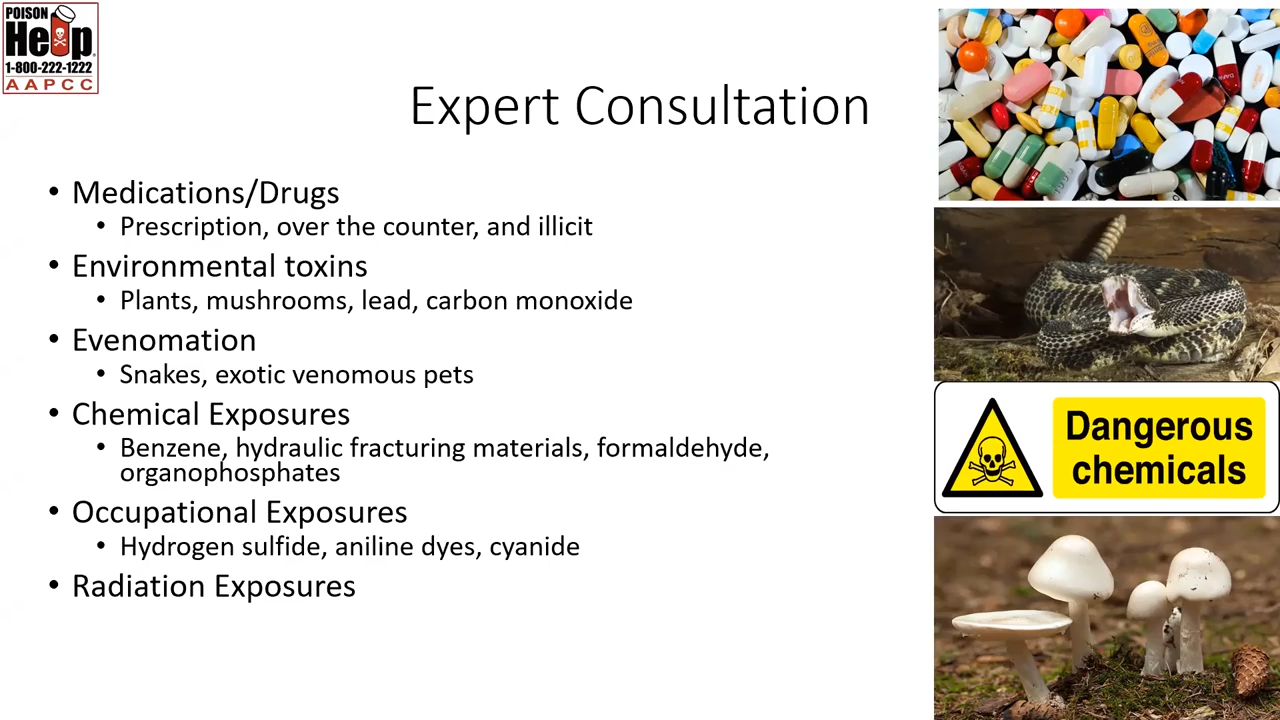 POISON
Help
1-800-222-1222
AAPCC
Expert Consultation
• Medications/Drugs
• Prescription, over the counter, and illicit
• Environmental toxins
• Plants, mushrooms, lead, carbon monoxide
• Evenomation
• Snakes, exotic venomous pets
• Chemical Exposures
• Benzene, hydraulic fracturing materials, formaldehyde,
organophosphates
• Occupational Exposures
• Hydrogen sulfide, aniline dyes, cyanide
• Radiation Exposures
Dangerous
chemicals